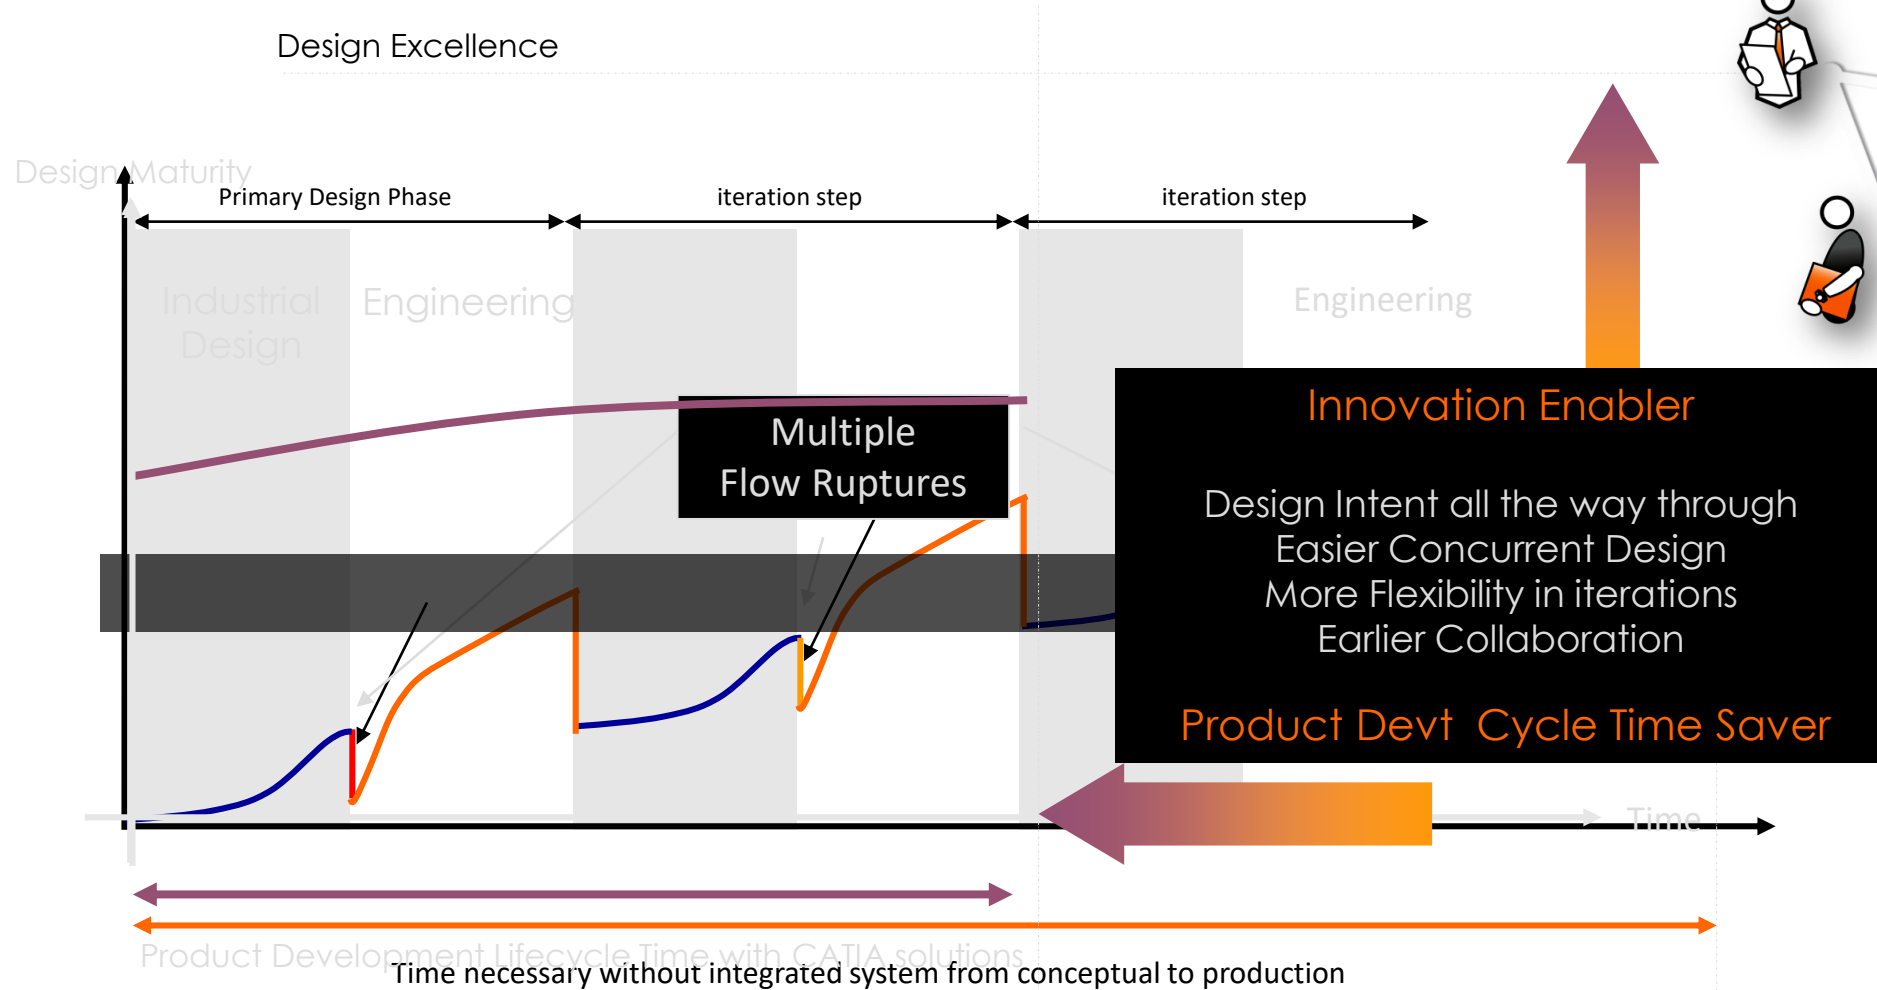 Design Excellence
Design Maturity
Primary Design Phase
iteration step
iteration step
Industrial
Design
Engineering
Engineering
Multiple
Flow Ruptures
Innovation Enabler
Design Intent all the way through
Easier Concurrent Design
More Flexibility in iterations
Earlier Collaboration
Product Devt Cycle Time Saver
Time
Product Development Lifecycle Time with CATIA solutions
Time necessary without integrated system from conceptual to production